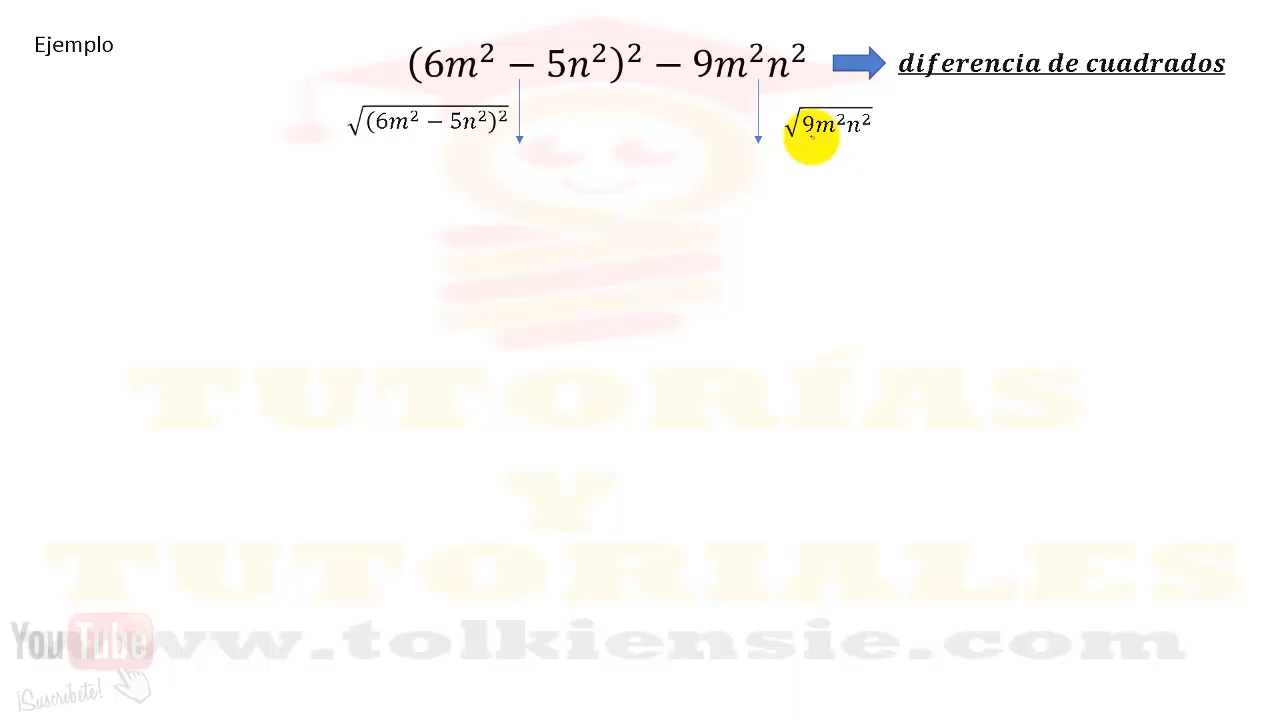 Ejemplo
(6m² − 5n²)² − 9m²n² diferencia de cuadrados
√(6m² − 5n²)² √9m²n²
TUTORÍAS
Y
TUTORIALES
YouTube www.tolkiensie.com
¡Suscríbete!